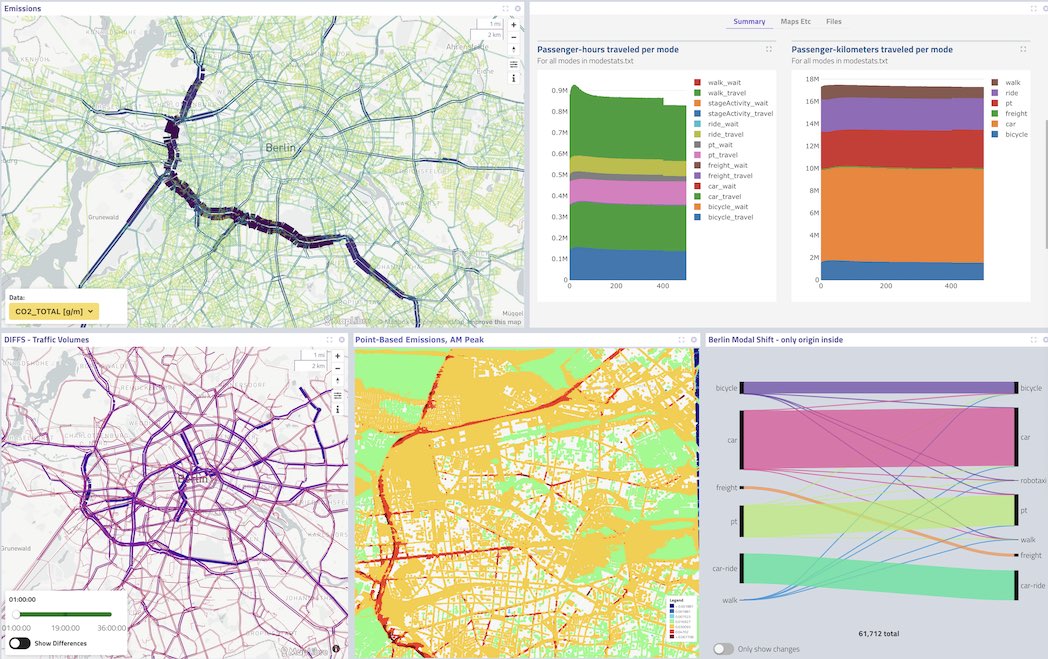 Emissions
1 mi
2 km
Berlin
Grunewald
Müggel
Data:
CO2_TOTAL [g/m]
Improve this map
Summary
Maps Etc
Files
Passenger-hours traveled per mode
For all modes in modestats.txt
0.9M
0.8M
0.7M
0.6M
0.5M
0.4M
0.3M
0.2M
0.1M
0
0
200
400
walk_wait
walk_travel
stageActivity_wait
stageActivity_travel
ride_wait
ride_travel
pt_wait
pt_travel
freight_wait
freight_travel
car_wait
car_travel
bicycle_wait
bicycle_travel
Passenger-kilometers traveled per mode
For all modes in modestats.txt
18M
16M
14M
12M
10M
8M
6M
4M
2M
0
0
200
400
walk
ride
pt
freight
car
bicycle
DIFFS - Traffic Volumes
1 mi
2 km
Berlin
Grunewald
01:00:00
01:00:00
19:00:00
36:00:00
Show Differences
Point-Based Emissions, AM Peak
Legend
Berlin Modal Shift - only origin inside
bicycle
car
freight
pt
car-ride
walk
bicycle
car
robotaxi
pt
walk
freight
car-ride
61,712 total
Only show changes